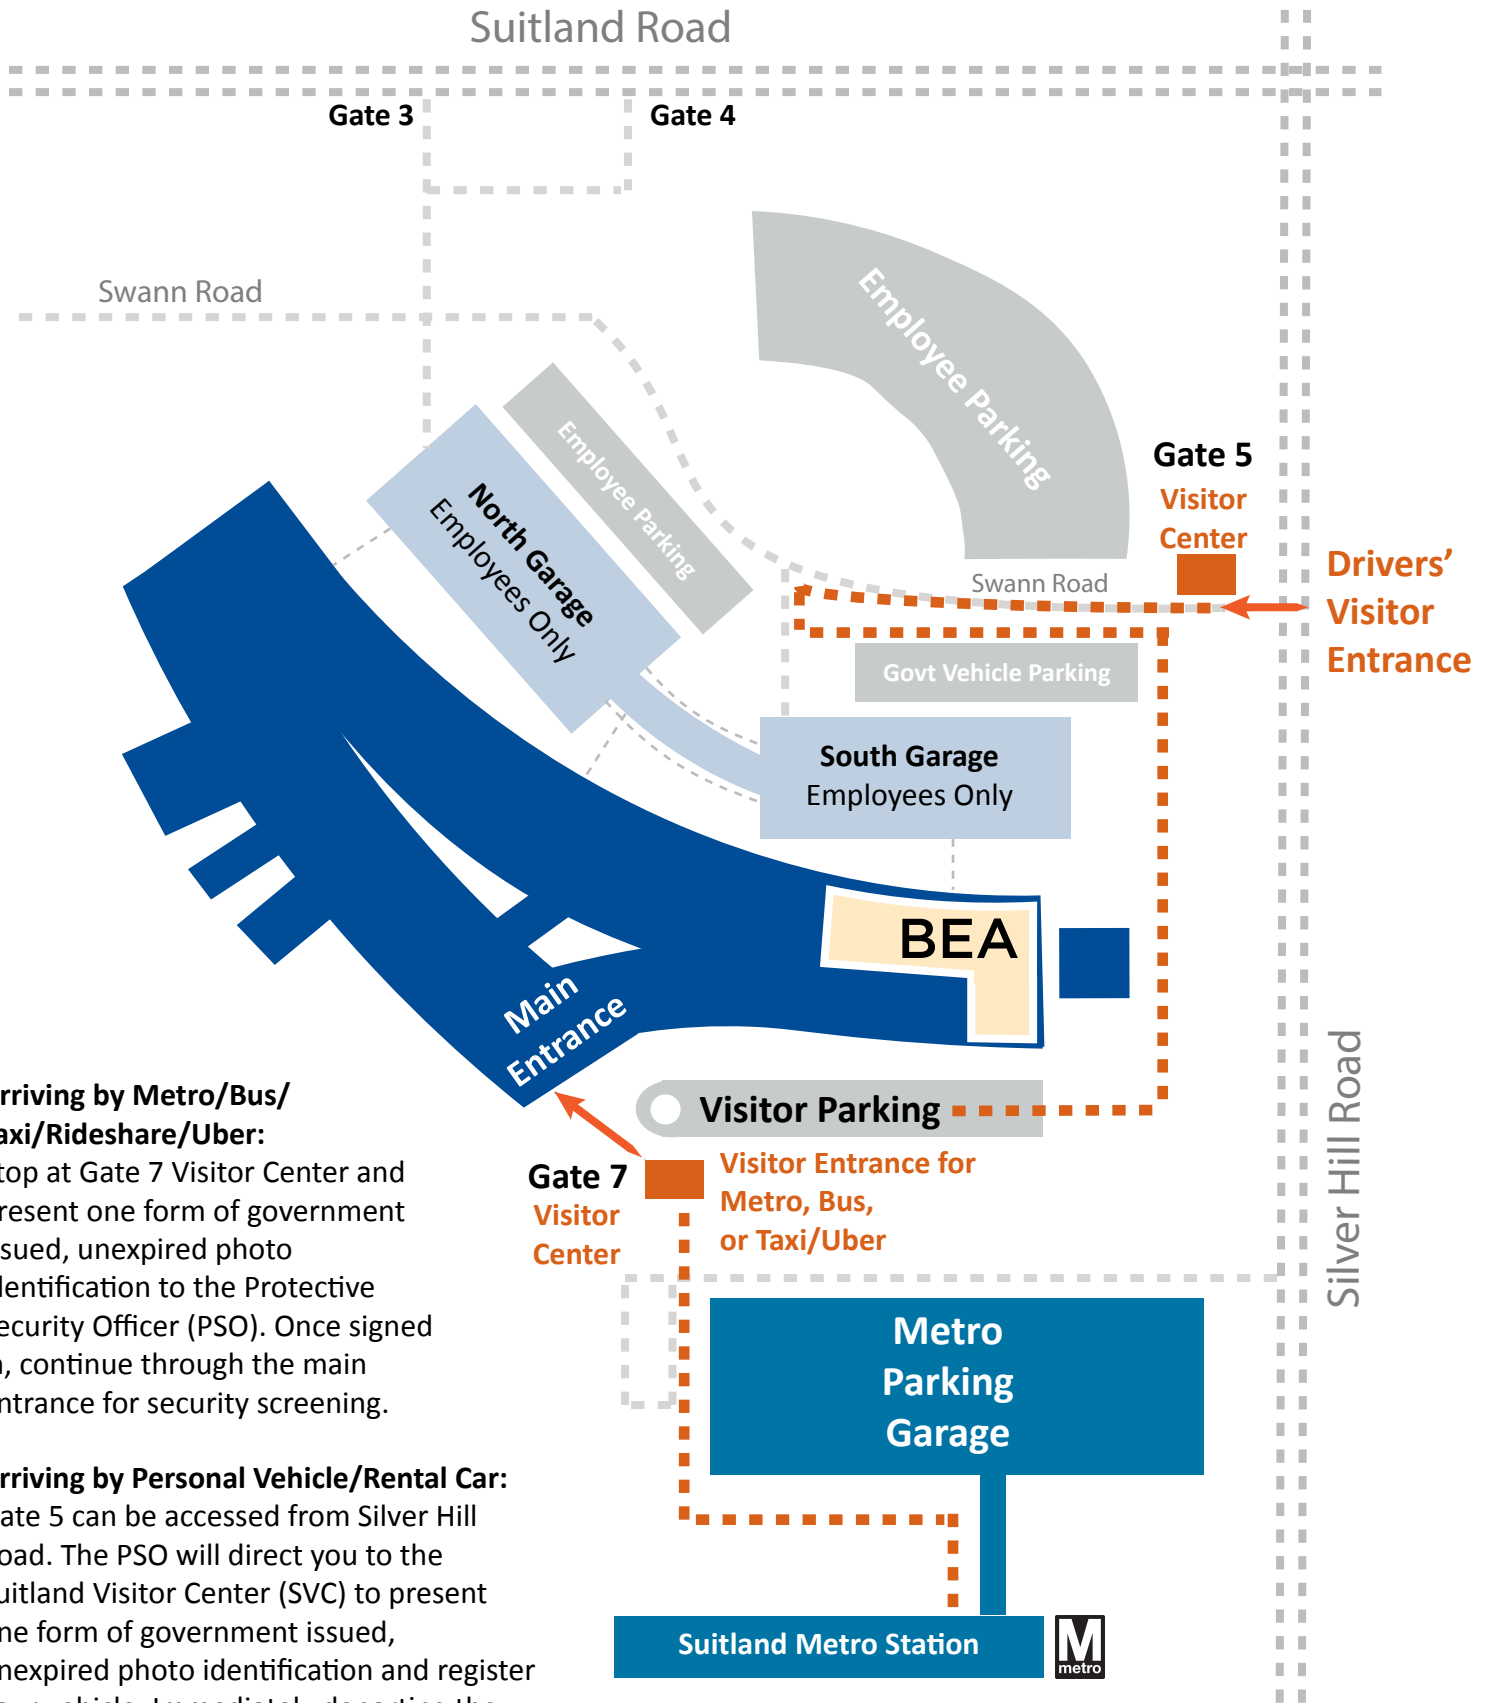 Suitland Road
Gate 3
Gate 4
Swann Road
Employee Parking
Employee Parking
North Garage
Employees Only
Gate 5
Visitor
Center
Swann Road
Drivers’
Visitor
Entrance
Govt Vehicle Parking
South Garage
Employees Only
BEA
Main
Entrance
Visitor Parking
Gate 7
Visitor
Center
Visitor Entrance for
Metro, Bus,
or Taxi/Uber
Silver Hill Road
rriving by Metro/Bus/
axi/Rideshare/Uber:
top at Gate 7 Visitor Center and
resent one form of government
ssued, unexpired photo
dentification to the Protective
ecurity Officer (PSO). Once signed
n, continue through the main
ntrance for security screening.
rriving by Personal Vehicle/Rental Car:
ate 5 can be accessed from Silver Hill
oad. The PSO will direct you to the
uitland Visitor Center (SVC) to present
ne form of government issued,
nexpired photo identification and register
Metro
Parking
Garage
Suitland Metro Station
M
metro